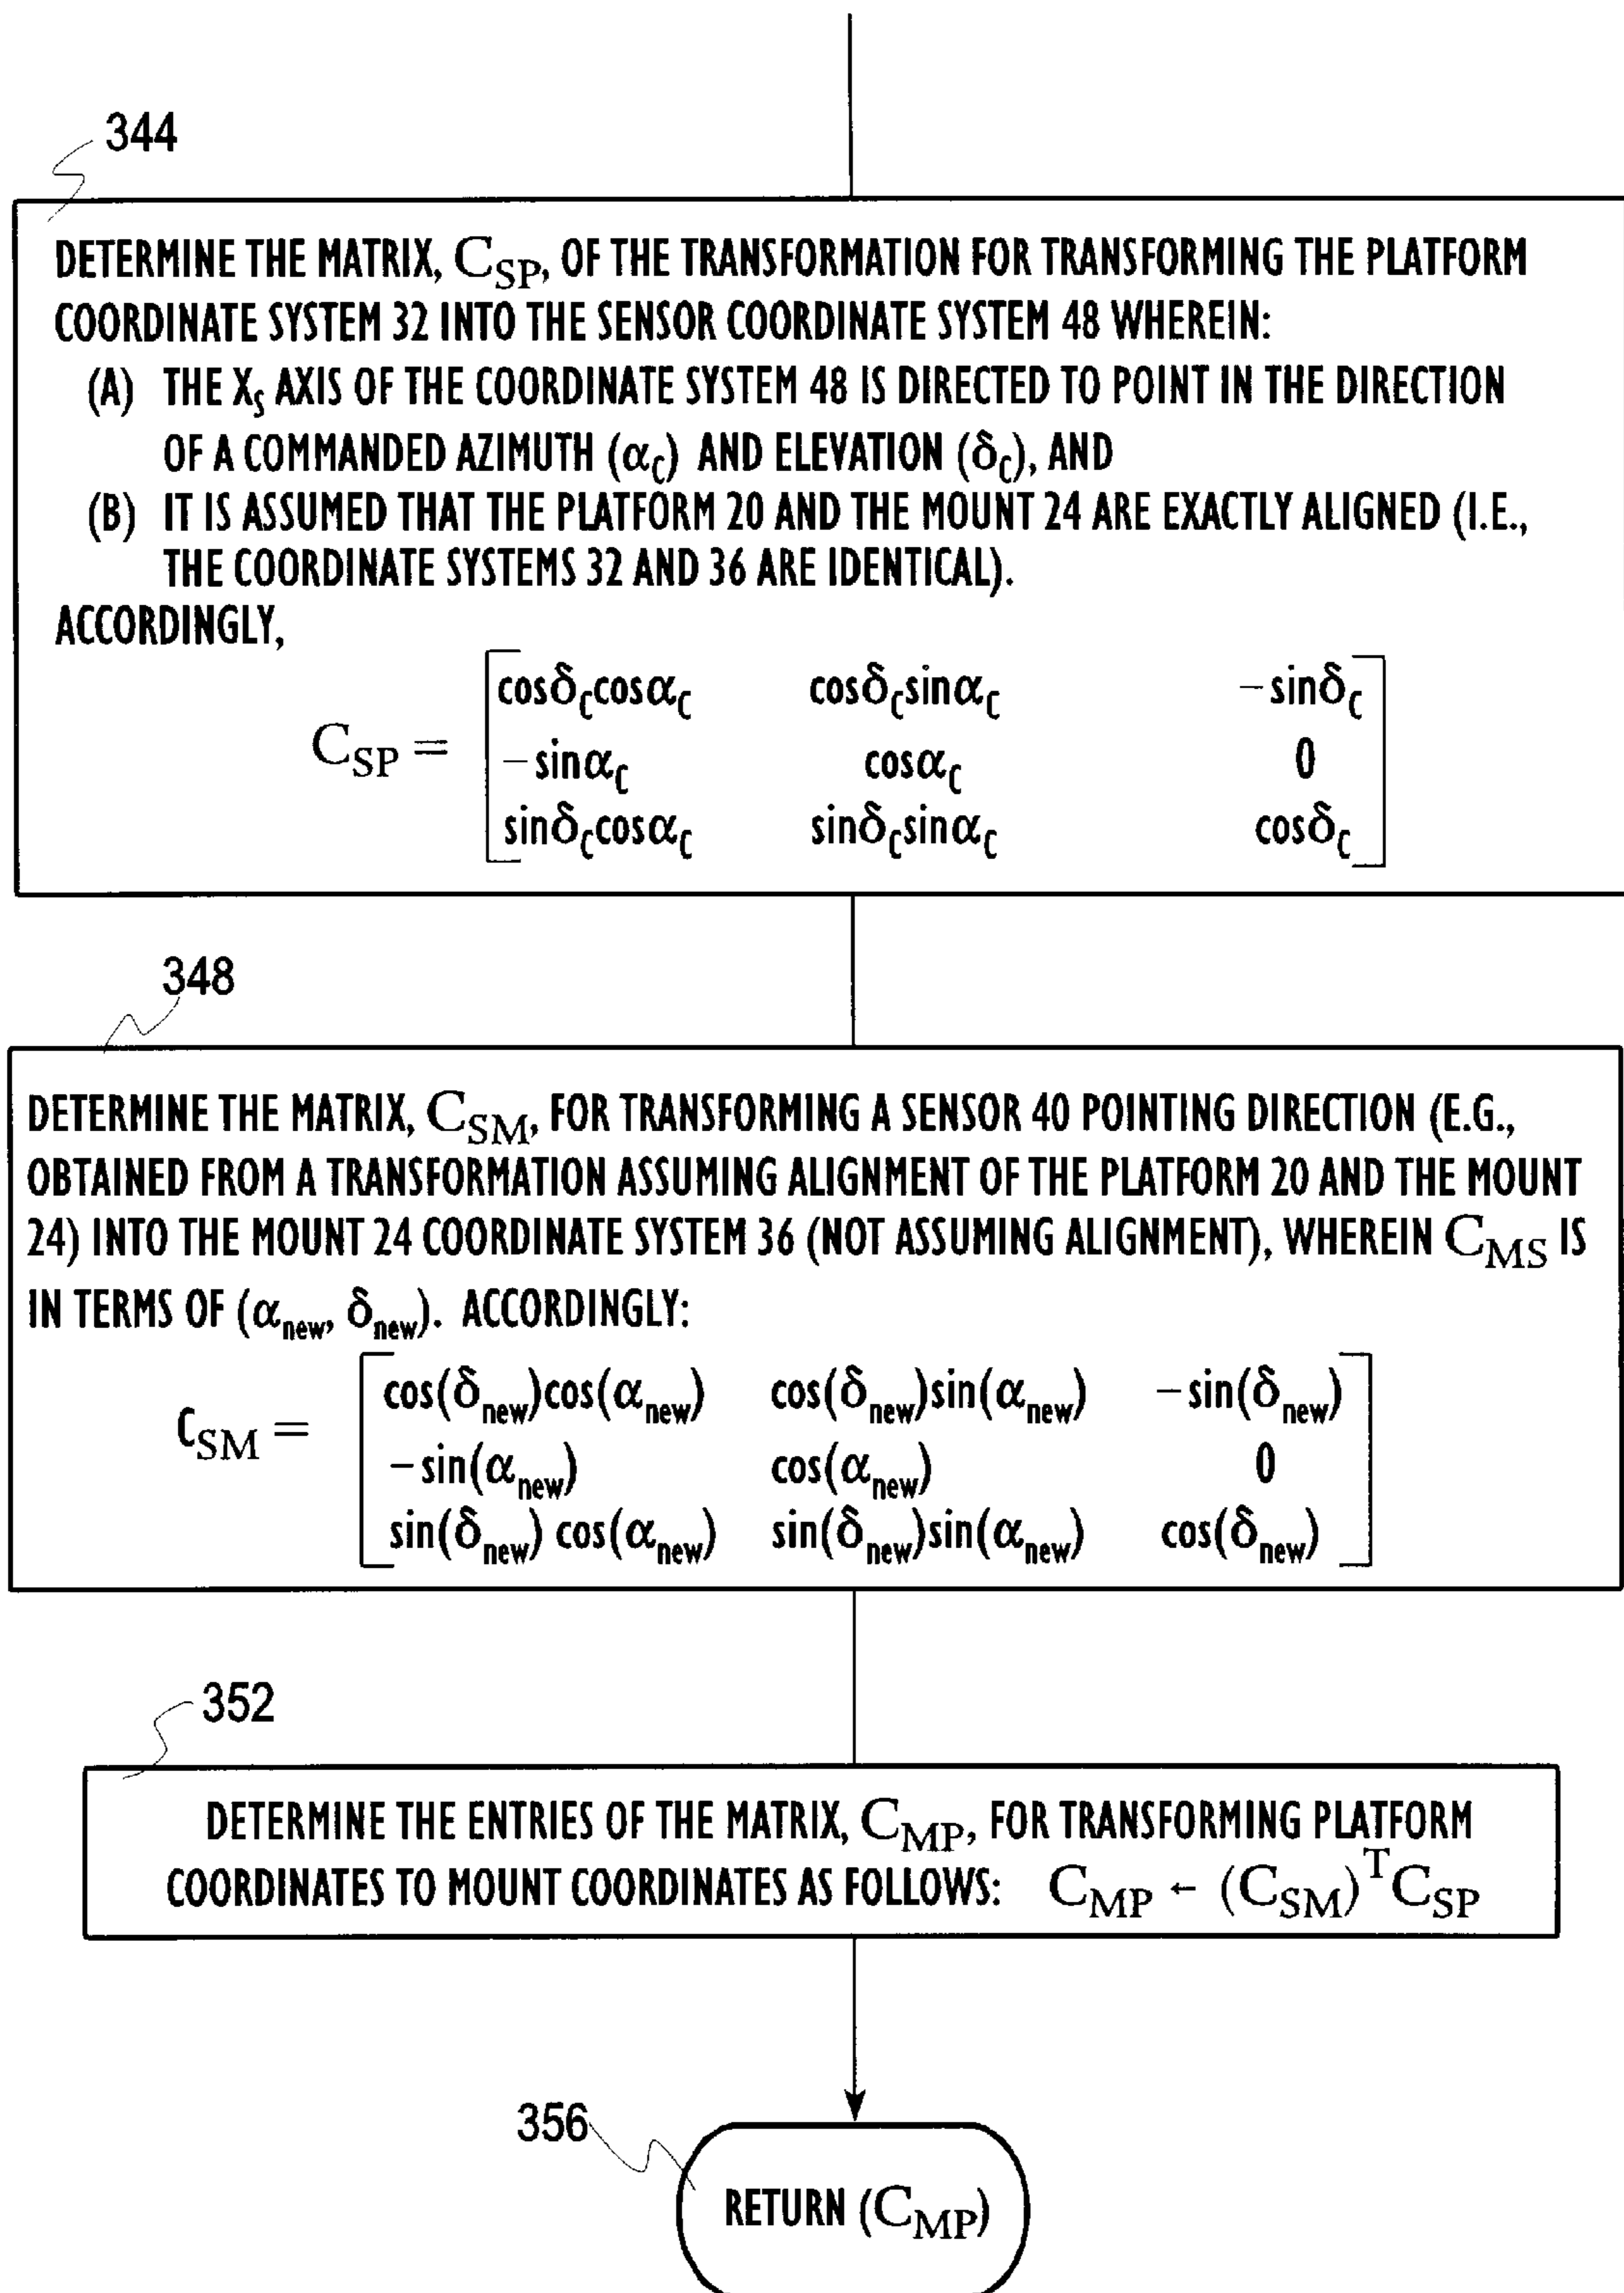 344
DETERMINE THE MATRIX, C_SP, OF THE TRANSFORMATION FOR TRANSFORMING THE PLATFORM
COORDINATE SYSTEM 32 INTO THE SENSOR COORDINATE SYSTEM 48 WHEREIN:
(A) THE X_S AXIS OF THE COORDINATE SYSTEM 48 IS DIRECTED TO POINT IN THE DIRECTION
OF A COMMANDED AZIMUTH (α_C) AND ELEVATION (δ_C), AND
(B) IT IS ASSUMED THAT THE PLATFORM 20 AND THE MOUNT 24 ARE EXACTLY ALIGNED (I.E.,
THE COORDINATE SYSTEMS 32 AND 36 ARE IDENTICAL).
ACCORDINGLY,
cosδ_C cosα_C cosδ_C sinα_C −sinδ_C
C_SP = −sinα_C cosα_C 0
sinδ_C cosα_C sinδ_C sinα_C cosδ_C
348
DETERMINE THE MATRIX, C_SM, FOR TRANSFORMING A SENSOR 40 POINTING DIRECTION (E.G.,
OBTAINED FROM A TRANSFORMATION ASSUMING ALIGNMENT OF THE PLATFORM 20 AND THE MOUNT
24) INTO THE MOUNT 24 COORDINATE SYSTEM 36 (NOT ASSUMING ALIGNMENT), WHEREIN C_MS IS
IN TERMS OF (α_new, δ_new). ACCORDINGLY:
cos(δ_new)cos(α_new) cos(δ_new)sin(α_new) −sin(δ_new)
C_SM = −sin(α_new) cos(α_new) 0
sin(δ_new) cos(α_new) sin(δ_new)sin(α_new) cos(δ_new)
352
DETERMINE THE ENTRIES OF THE MATRIX, C_MP, FOR TRANSFORMING PLATFORM
COORDINATES TO MOUNT COORDINATES AS FOLLOWS: C_MP ← (C_SM)^T C_SP
356
RETURN (C_MP)